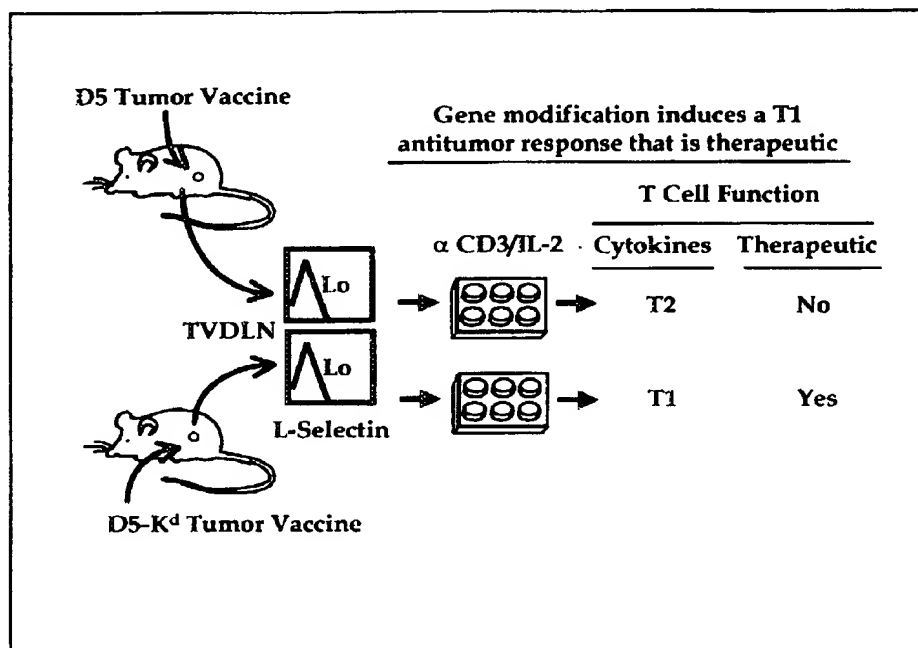 D5 Tumor Vaccine
Gene modification induces a T1
antitumor response that is therapeutic
T Cell Function
α CD3/IL-2
Cytokines
Therapeutic
Lo
TVDLN
T2
No
Lo
T1
Yes
L-Selectin
D5-Kᵈ Tumor Vaccine